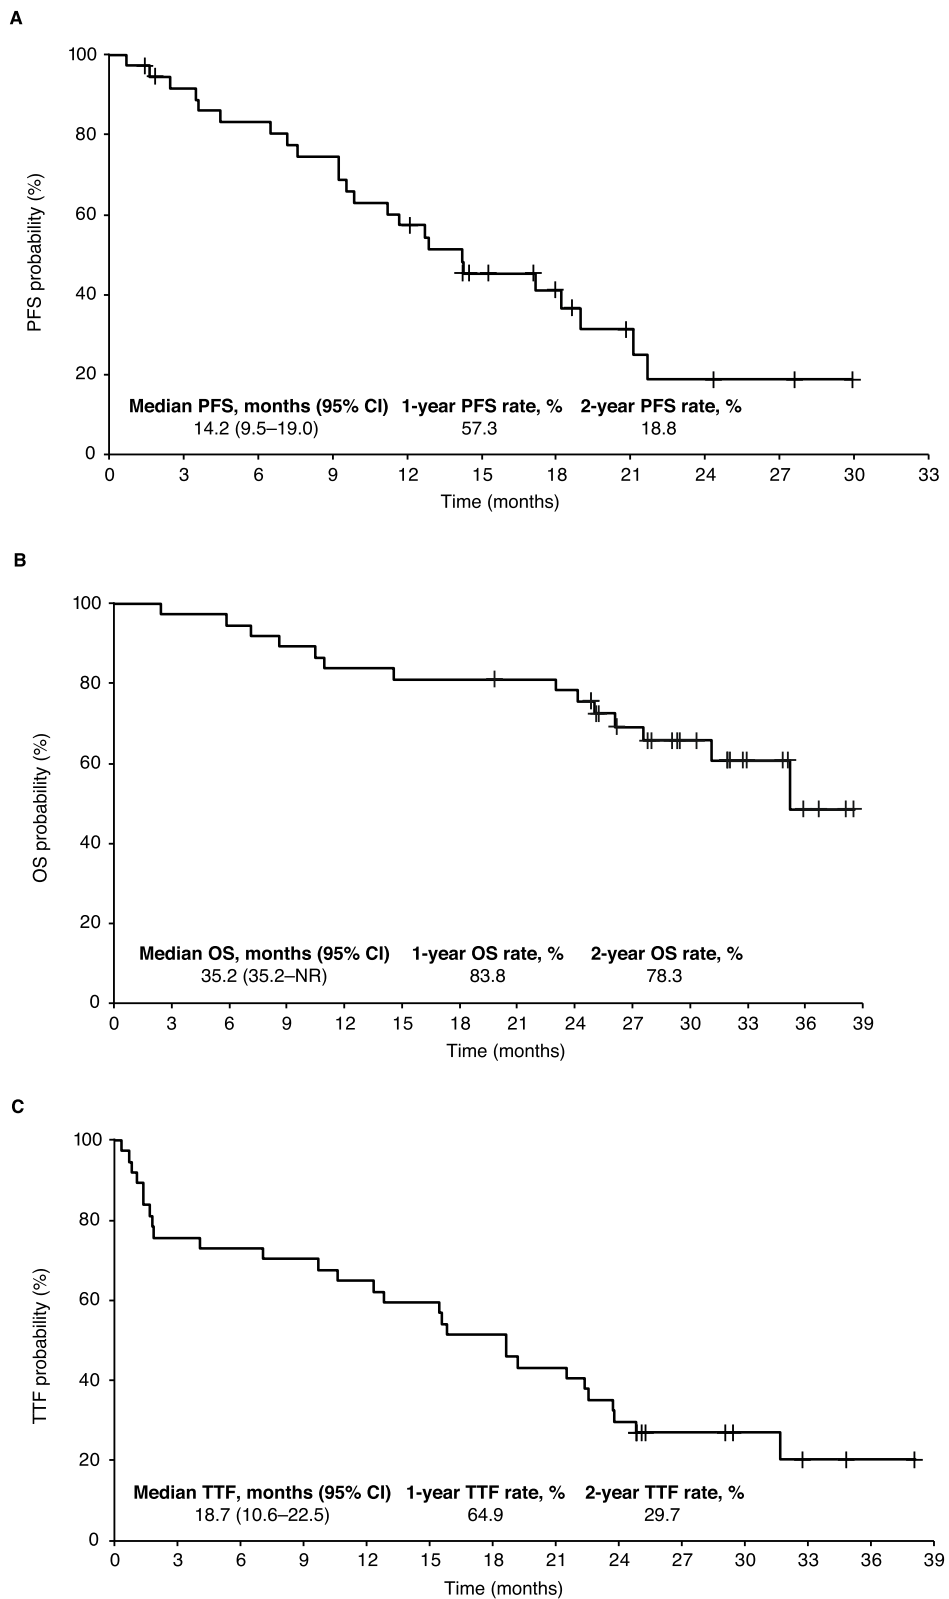 A
100
80
60
40
20
0
PFS probability (%)
Median PFS, months (95% CI) 1-year PFS rate, % 2-year PFS rate, %
14.2 (9.5–19.0) 57.3 18.8
0 3 6 9 12 15 18 21 24 27 30 33
Time (months)
B
100
80
60
40
20
0
OS probability (%)
Median OS, months (95% CI) 1-year OS rate, % 2-year OS rate, %
35.2 (35.2–NR) 83.8 78.3
0 3 6 9 12 15 18 21 24 27 30 33 36 39
Time (months)
C
100
80
60
40
20
0
TTF probability (%)
Median TTF, months (95% CI) 1-year TTF rate, % 2-year TTF rate, %
18.7 (10.6–22.5) 64.9 29.7
0 3 6 9 12 15 18 21 24 27 30 33 36 39
Time (months)